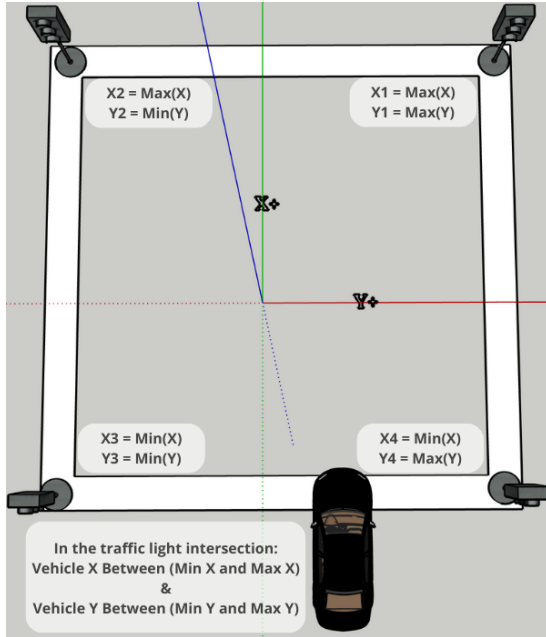 X2 = Max(X)
Y2 = Min(Y)
X1 = Max(X)
Y1 = Max(Y)
X+
Y+
X3 = Min(X)
Y3 = Min(Y)
X4 = Min(X)
Y4 = Max(Y)
In the traffic light intersection:
Vehicle X Between (Min X and Max X)
&
Vehicle Y Between (Min Y and Max Y)